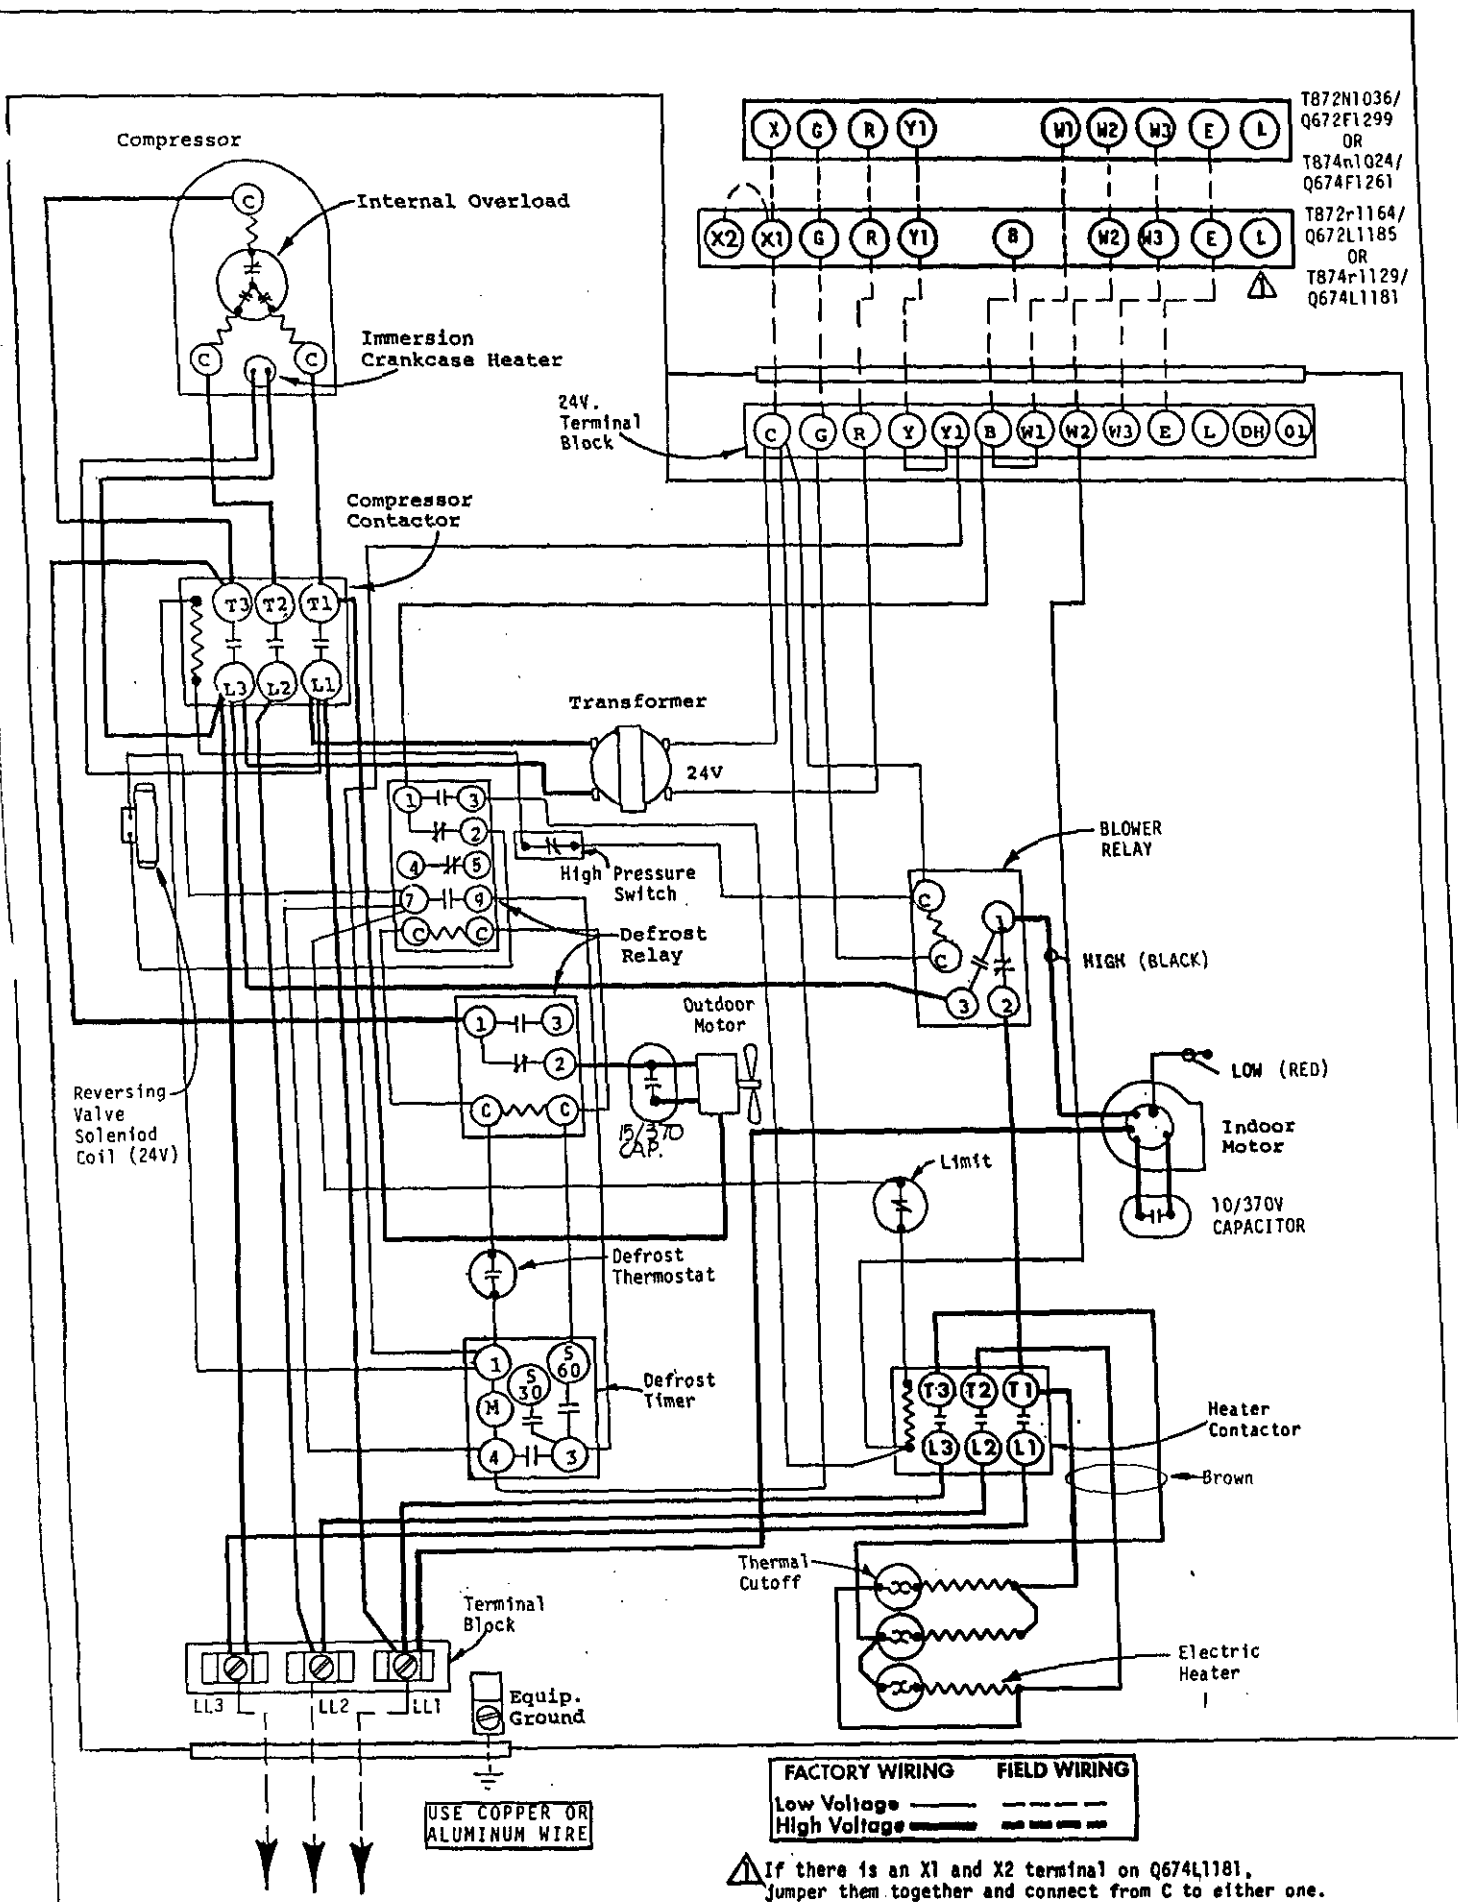 T872N1036/
Q672F1299
OR
T874n1024/
Q674F1261
X G R Y1 W1 W2 W3 E L
T872r1164/
Q672L1185
OR
T874r1129/
Q674L1181
X2 X1 G R Y1 B W2 W3 E L
1
Compressor
Internal Overload
Immersion
Crankcase Heater
24V.
Terminal
Block
C G R Y Y1 B W1 W2 W3 E L DH O1
C
C C
Compressor
Contactor
T3 T2 T1
L3 L2 L1
Transformer
24V
1 3
2
4 5
7 9
C C
High Pressure
Switch
Defrost
Relay
BLOWER
RELAY
C 1
C
3 2
HIGH (BLACK)
1 3
2
C C
Outdoor
Motor
15/370
CAP.
LOW (RED)
Indoor
Motor
10/370V
CAPACITOR
Reversing
Valve
Soleniod
Coil (24V)
Limit
Defrost
Thermostat
1 S 30 S 60
M
4 3
Defrost
Timer
T3 T2 T1
L3 L2 L1
Heater
Contactor
Brown
Thermal
Cutoff
Electric
Heater
Terminal
Block
LL3 LL2 LL1
Equip.
Ground
USE COPPER OR
ALUMINUM WIRE
FACTORY WIRING FIELD WIRING
Low Voltage
High Voltage
1 If there is an X1 and X2 terminal on Q674L1181,
jumper them together and connect from C to either one.